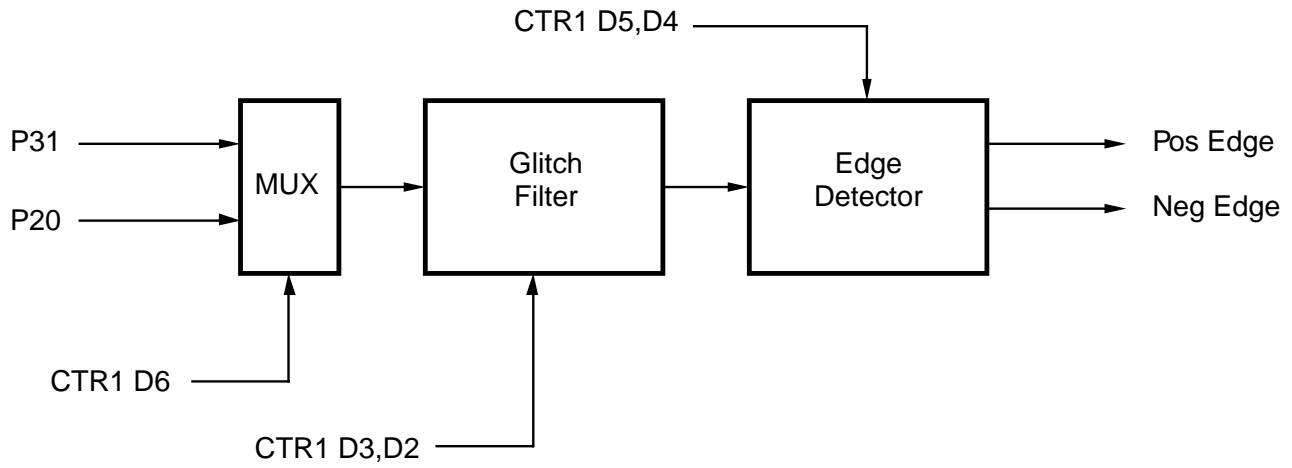 CTR1 D5,D4
P31
P20
MUX
Glitch
Filter
Edge
Detector
Pos Edge
Neg Edge
CTR1 D6
CTR1 D3,D2